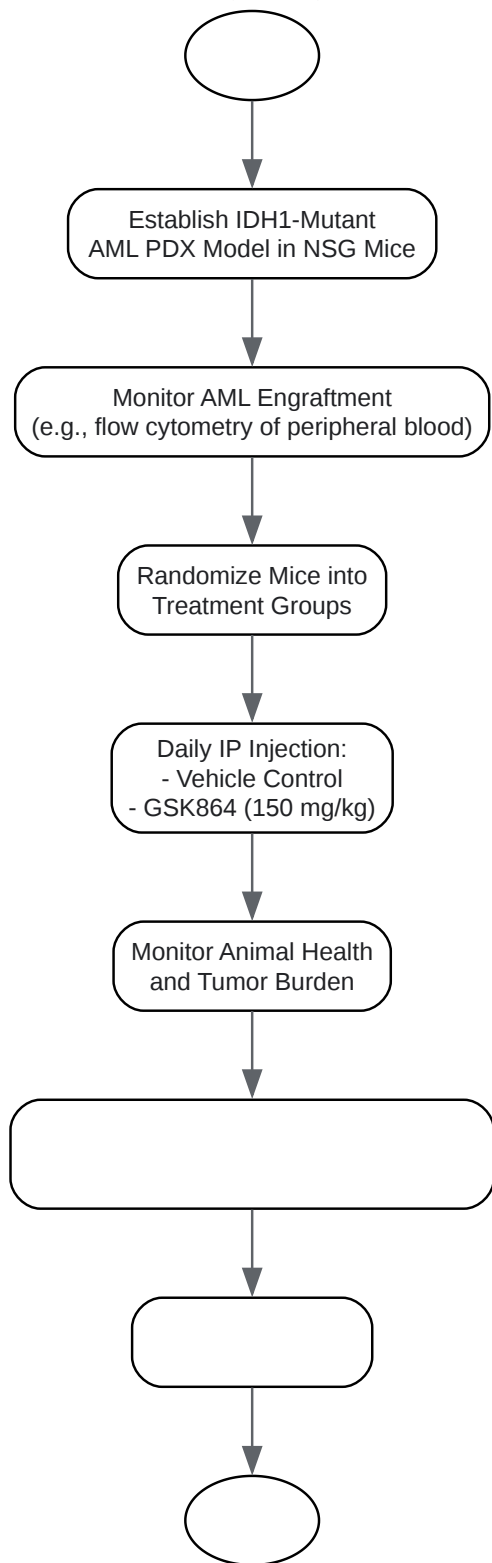 Establish IDH1-Mutant
AML PDX Model in NSG Mice
Monitor AML Engraftment
(e.g., flow cytometry of peripheral blood)
Randomize Mice into
Treatment Groups
Daily IP Injection:
- Vehicle Control
- GSK864 (150 mg/kg)
Monitor Animal Health
and Tumor Burden